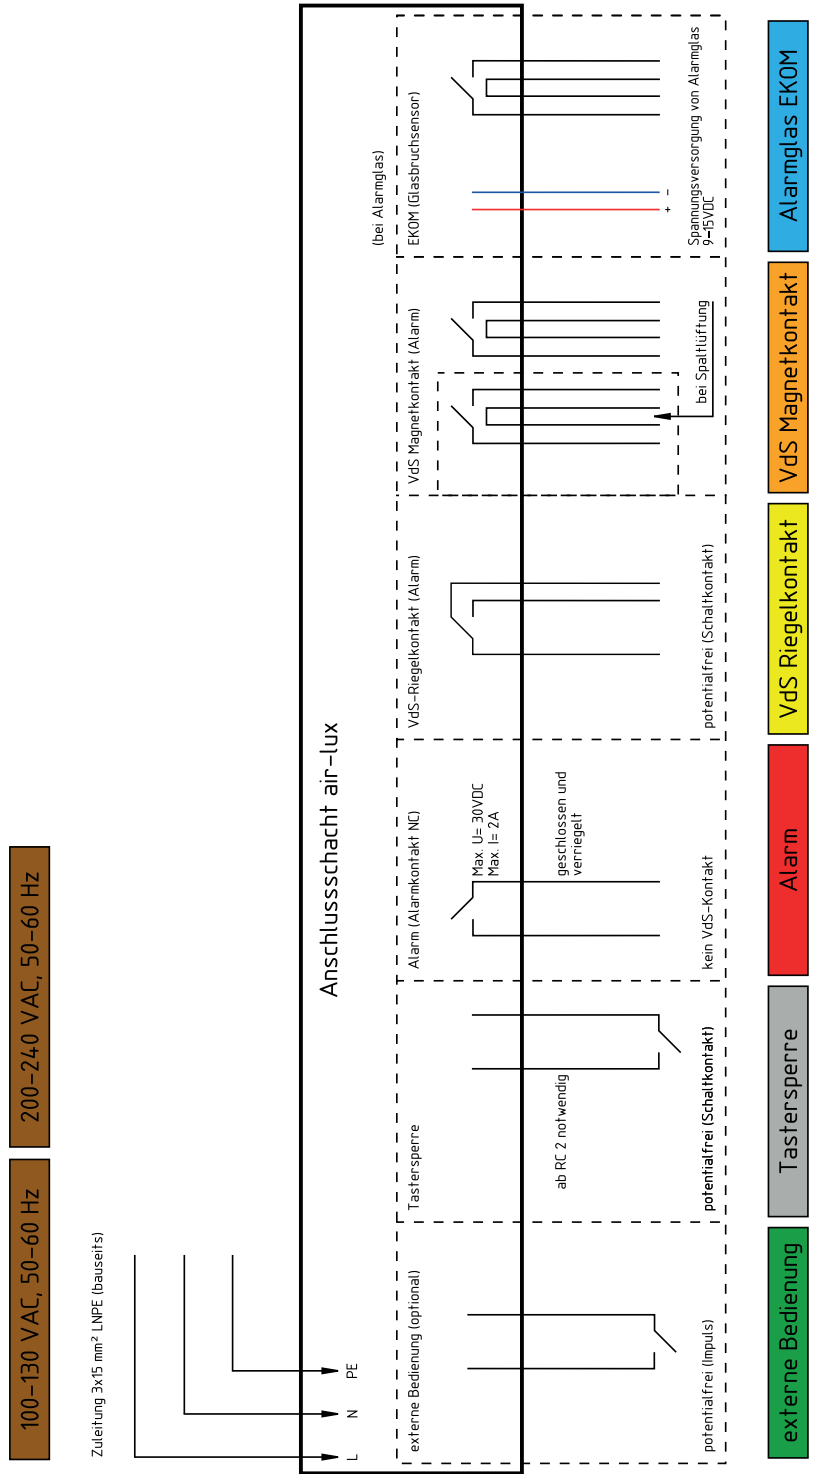 100-130 VAC, 50-60 Hz
200-240 VAC, 50-60 Hz
Zuleitung 3x15 mm² LNPE (bauseits)
L
N
PE
Anschlussschacht air-lux
externe Bedienung (optional)
potentialfrei (Impuls)
externe Bedienung
Tastersperre
ab RC 2 notwendig
potentialfrei (Schaltkontakt)
Tastersperre
Alarm (Alarmkontakt NC)
Max. U= 30VDC
Max. I= 2A
geschlossen und
verriegelt
kein VdS-Kontakt
Alarm
VdS-Riegelkontakt (Alarm)
potentialfrei (Schaltkontakt)
VdS Riegelkontakt
VdS Magnetkontakt (Alarm)
bei Spaltlüftung
VdS Magnetkontakt
(bei Alarmglas)
EKOM (Glasbruchsensor)
+
-
Spannungsversorgung von Alarmglas
9-15VDC
Alarmglas EKOM